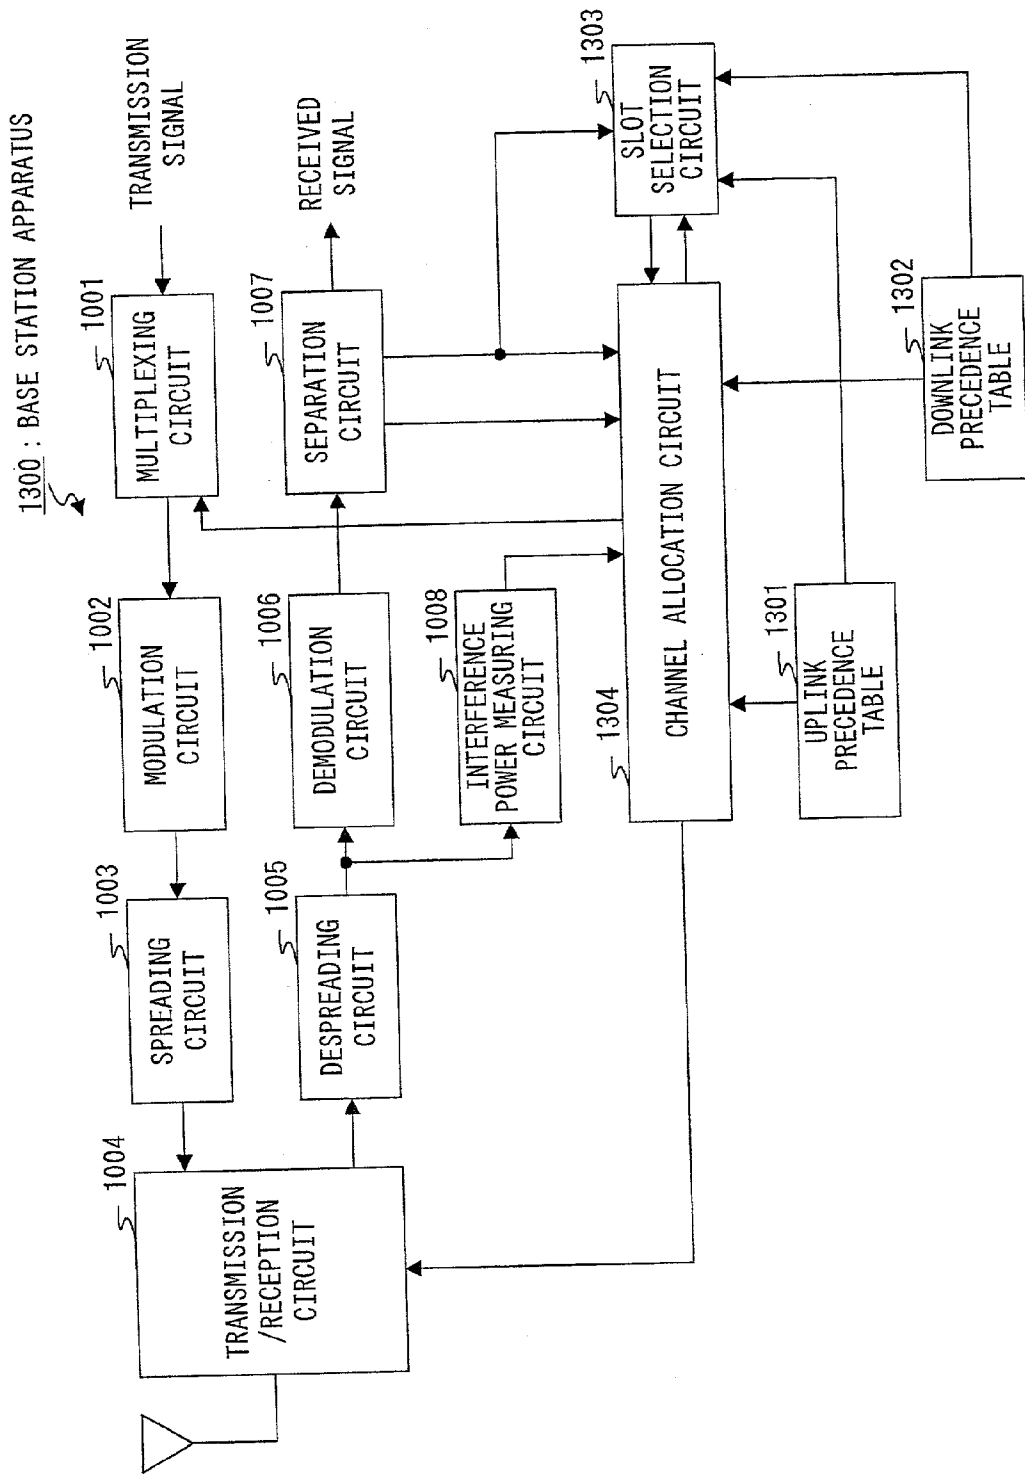 1300 : BASE STATION APPARATUS
1004
TRANSMISSION
/RECEPTION
CIRCUIT
1003
SPREADING
CIRCUIT
1002
MODULATION
CIRCUIT
1001
MULTIPLEXING
CIRCUIT
TRANSMISSION
SIGNAL
1005
DESPREADING
CIRCUIT
1006
DEMODULATION
CIRCUIT
1007
SEPARATION
CIRCUIT
RECEIVED
SIGNAL
1008
INTERFERENCE
POWER MEASURING
CIRCUIT
1304
CHANNEL ALLOCATION CIRCUIT
1303
SLOT
SELECTION
CIRCUIT
1301
UPLINK
PRECEDENCE
TABLE
1302
DOWNLINK
PRECEDENCE
TABLE